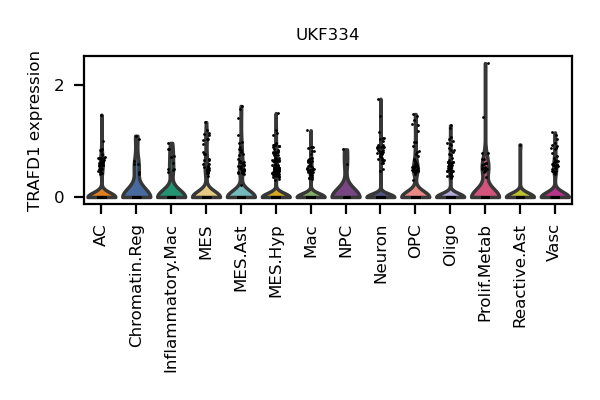 UKF334
TRAFD1 expression
2
0
AC
Chromatin.Reg
Inflammatory.Mac
MES
MES.Ast
MES.Hyp
Mac
NPC
Neuron
OPC
Oligo
Prolif.Metab
Reactive.Ast
Vasc